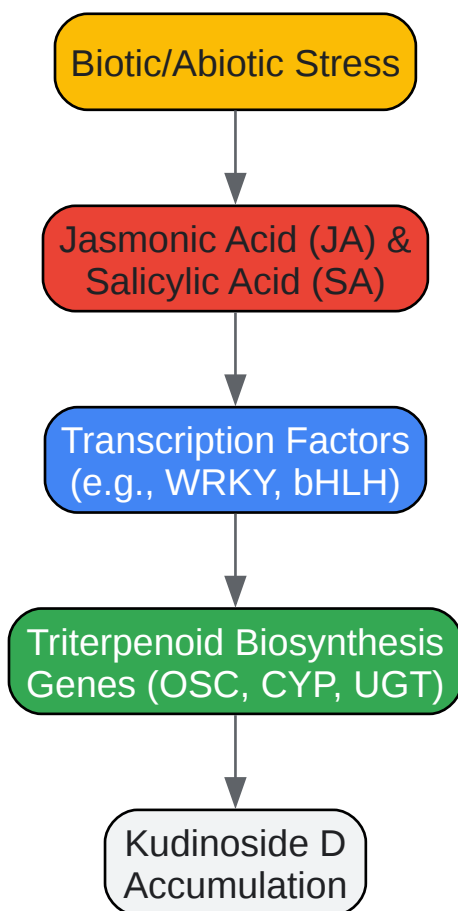 Biotic/Abiotic Stress
Jasmonic Acid (JA) &
Salicylic Acid (SA)
Transcription Factors
(e.g., WRKY, bHLH)
Triterpenoid Biosynthesis
Genes (OSC, CYP, UGT)
Kudinoside D
Accumulation